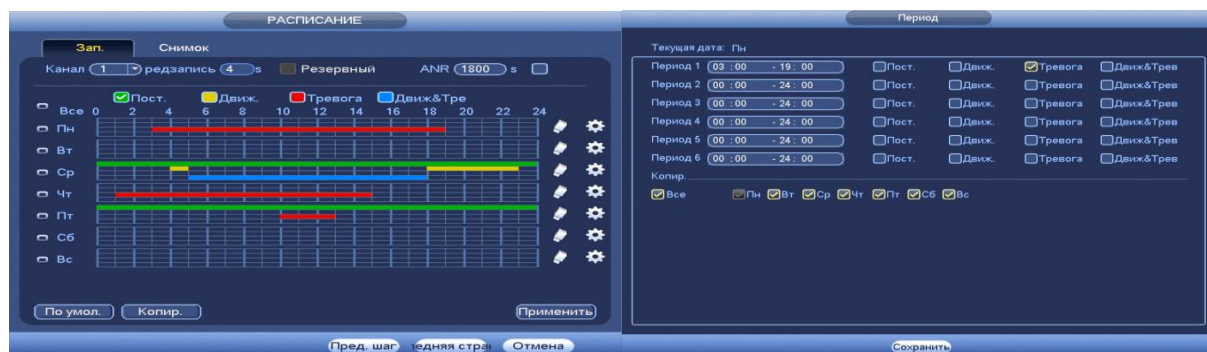 РАСПИСАНИЕ
Зап. Снимок
Канал 1 редзапись 4 s Резервный ANR 1800 s
Пост. Движ. Тревога Движ&Тре
Все 0 2 4 6 8 10 12 14 16 18 20 22 24
Пн
Вт
Ср
Чт
Пт
Сб
Вс
По умол. Копир. Применить
Пред. шаг едняя стра Отмена
Период
Текущая дата: Пн
Период 1 03 :00 - 19 : 00 Пост. Движ. Тревога Движ&Трев
Период 2 00 :00 - 24 : 00 Пост. Движ. Тревога Движ&Трев
Период 3 00 :00 - 24 : 00 Пост. Движ. Тревога Движ&Трев
Период 4 00 :00 - 24 : 00 Пост. Движ. Тревога Движ&Трев
Период 5 00 :00 - 24 : 00 Пост. Движ. Тревога Движ&Трев
Период 6 00 :00 - 24 : 00 Пост. Движ. Тревога Движ&Трев
Копир.
Все Пн Вт Ср Чт Пт Сб Вс
Сохранить